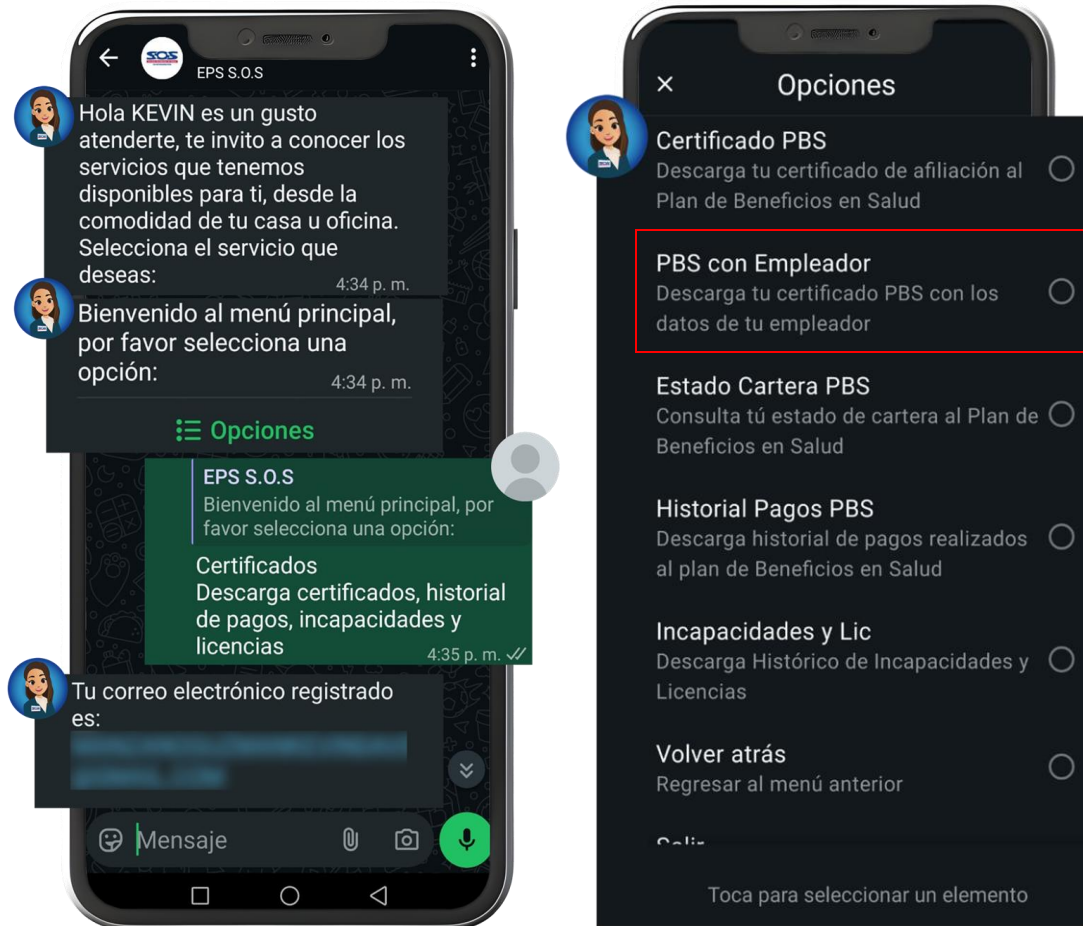 SOS
EPS S.O.S
Hola KEVIN es un gusto
atenderte, te invito a conocer los
servicios que tenemos
disponibles para ti, desde la
comodidad de tu casa u oficina.
Selecciona el servicio que
deseas:
4:34 p. m.
Bienvenido al menú principal,
por favor selecciona una
opción:
4:34 p. m.
Opciones
EPS S.O.S
Bienvenido al menú principal, por
favor selecciona una opción:
Certificados
Descarga certificados, historial
de pagos, incapacidades y
licencias
4:35 p. m.
Tu correo electrónico registrado
es:
Mensaje
Opciones
Certificado PBS
Descarga tu certificado de afiliación al
Plan de Beneficios en Salud
PBS con Empleador
Descarga tu certificado PBS con los
datos de tu empleador
Estado Cartera PBS
Consulta tú estado de cartera al Plan de
Beneficios en Salud
Historial Pagos PBS
Descarga historial de pagos realizados
al plan de Beneficios en Salud
Incapacidades y Lic
Descarga Histórico de Incapacidades y
Licencias
Volver atrás
Regresar al menú anterior
Salir
Toca para seleccionar un elemento